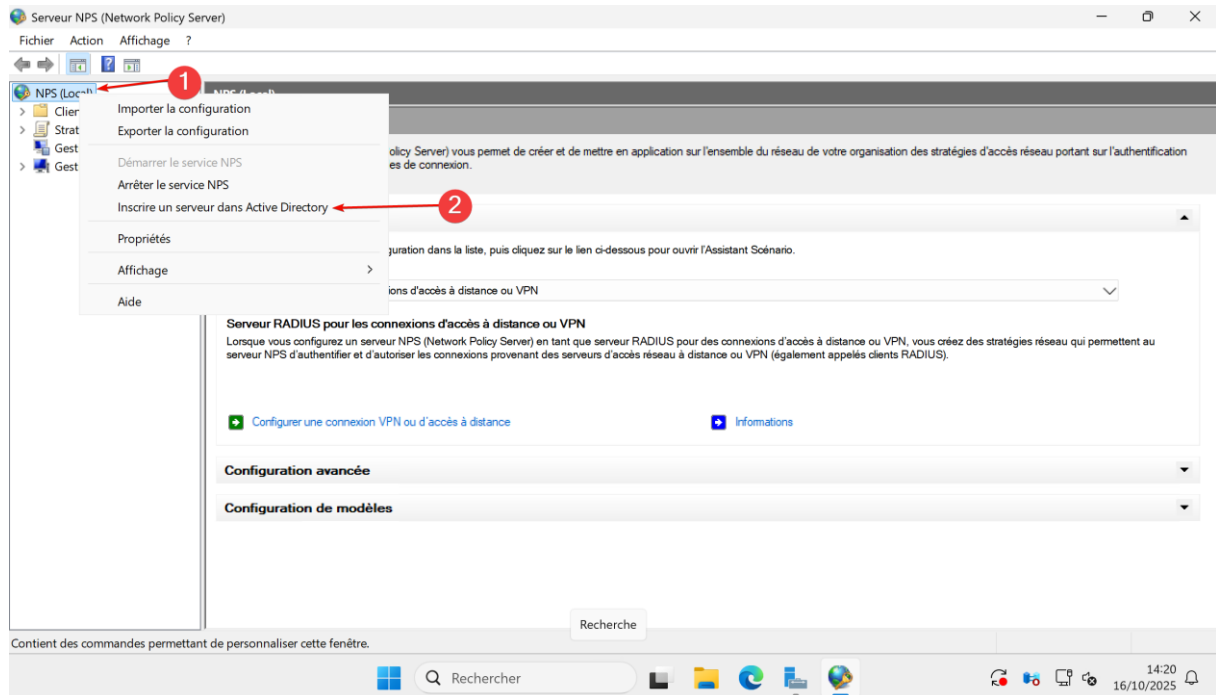 Serveur NPS (Network Policy Server)
Fichier Action Affichage ?
NPS (Local)
1
NPS (Local)
Clier
Strat
Gest
Gest
Importer la configuration
Exporter la configuration
Démarrer le service NPS
Arrêter le service NPS
Inscrire un serveur dans Active Directory
2
Propriétés
Affichage
Aide
olicy Server) vous permet de créer et de mettre en application sur l'ensemble du réseau de votre organisation des stratégies d'accès réseau portant sur l'authentification
es de connexion.
guration dans la liste, puis cliquez sur le lien ci-dessous pour ouvrir l'Assistant Scénario.
ions d'accès à distance ou VPN
Serveur RADIUS pour les connexions d'accès à distance ou VPN
Lorsque vous configurez un serveur NPS (Network Policy Server) en tant que serveur RADIUS pour des connexions d'accès à distance ou VPN, vous créez des stratégies réseau qui permettent au
serveur NPS d'authentifier et d'autoriser les connexions provenant des serveurs d'accès réseau à distance ou VPN (également appelés clients RADIUS).
Configurer une connexion VPN ou d'accès à distance
Informations
Configuration avancée
Configuration de modèles
Recherche
Contient des commandes permettant de personnaliser cette fenêtre.
Rechercher
14:20
16/10/2025